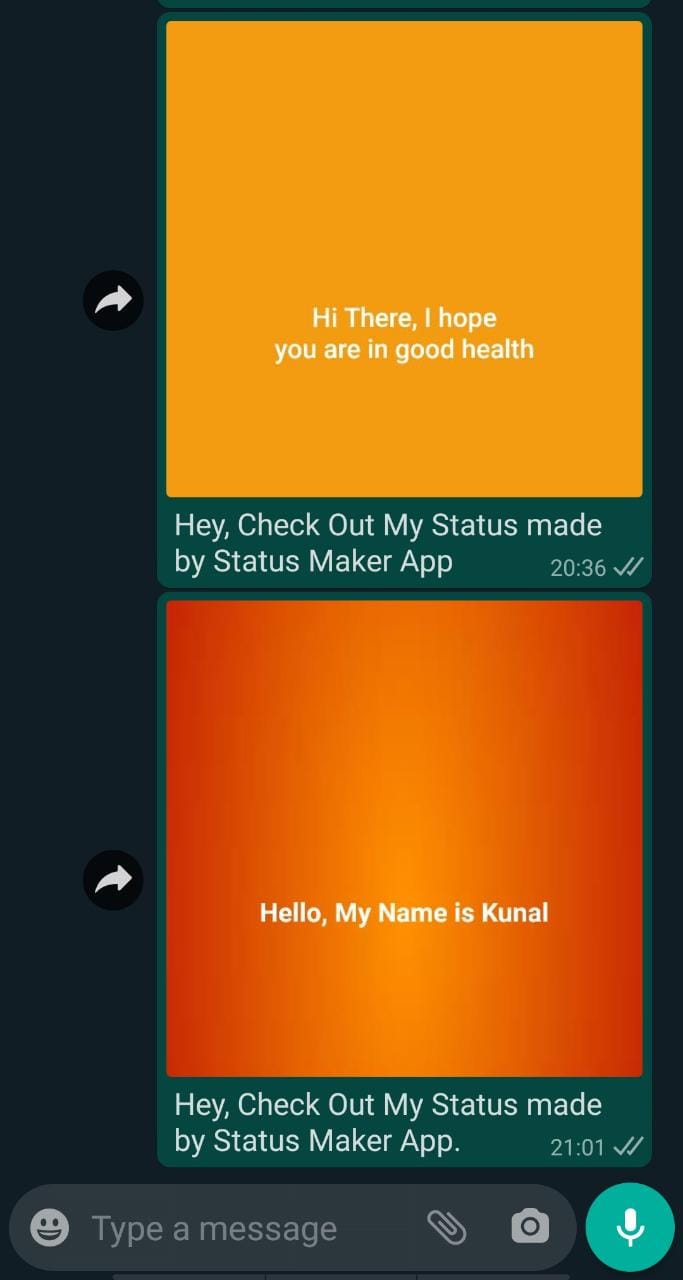 Hi There, I hope
you are in good health
Hey, Check Out My Status made
by Status Maker App
20:36
Hello, My Name is Kunal
Hey, Check Out My Status made
by Status Maker App.
21:01
Type a message